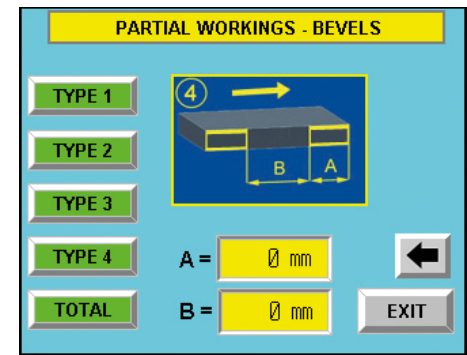 PARTIAL WORKINGS - BEVELS
TYPE 1
4
TYPE 2
B
A
TYPE 3
TYPE 4
A = 0 mm
TOTAL
B = 0 mm
EXIT